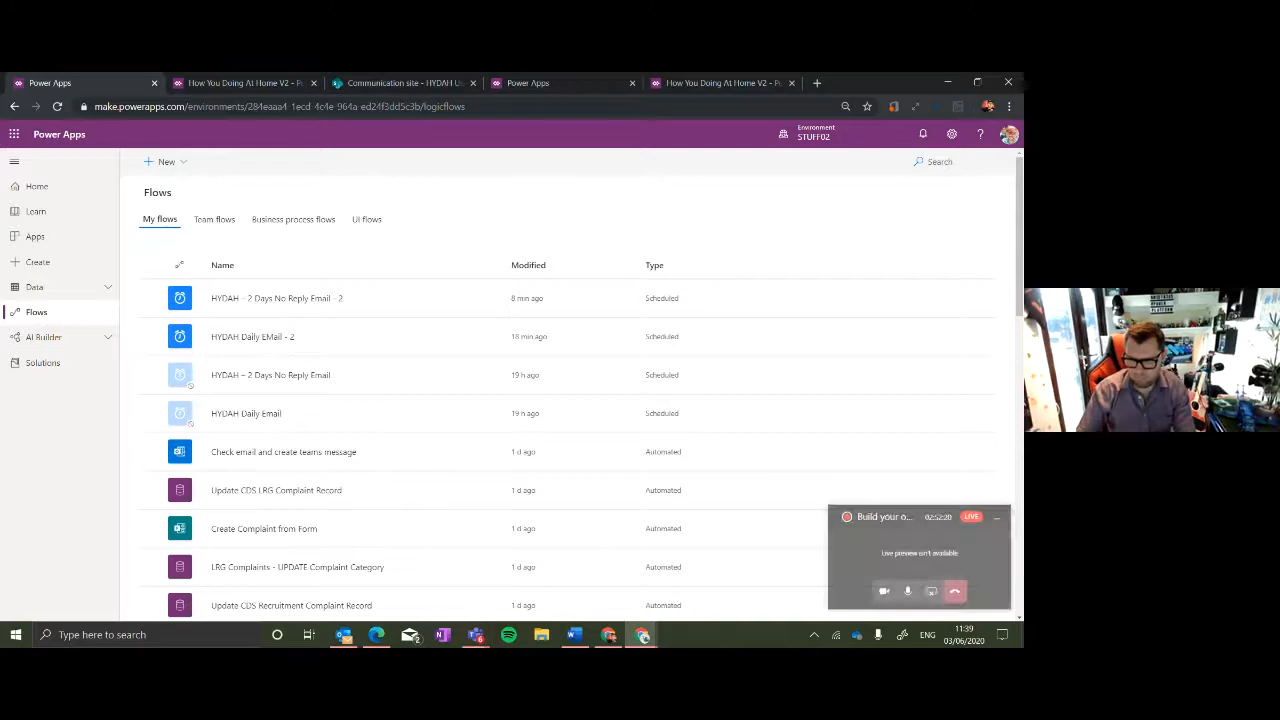 Power Apps
How You Doing At Home V2 - P
Communication site - HYDAH U
Power Apps
How You Doing At Home V2 - P
make.powerapps.com/environments/284eaaa4-1ecd-4c4e-964a-ed24f3dd5c3b/logicflows
Power Apps
Environment
STUFF02
New
Search
Home
Learn
Apps
Create
Data
Flows
AI Builder
Solutions
Flows
My flows Team flows Business process flows UI flows
Name Modified Type
HYDAH - 2 Days No Reply Email - 2 8 min ago Scheduled
HYDAH Daily EMail - 2 18 min ago Scheduled
HYDAH - 2 Days No Reply Email 19 h ago Scheduled
HYDAH Daily Email 19 h ago Scheduled
Check email and create teams message 1 d ago Automated
Update CDS LRG Complaint Record 1 d ago Automated
Create Complaint from Form 1 d ago Automated
LRG Complaints - UPDATE Complaint Category 1 d ago
Update CDS Recruitment Complaint Record 1 d ago Automated
Build your o... 02:52:20 LIVE
Live preview isn't available
Type here to search
ENG
11:39
03/06/2020